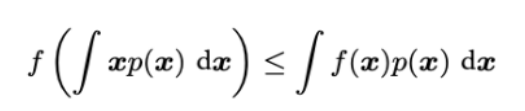 f(∫ xp(x) dx) ≤ ∫ f(x)p(x) dx